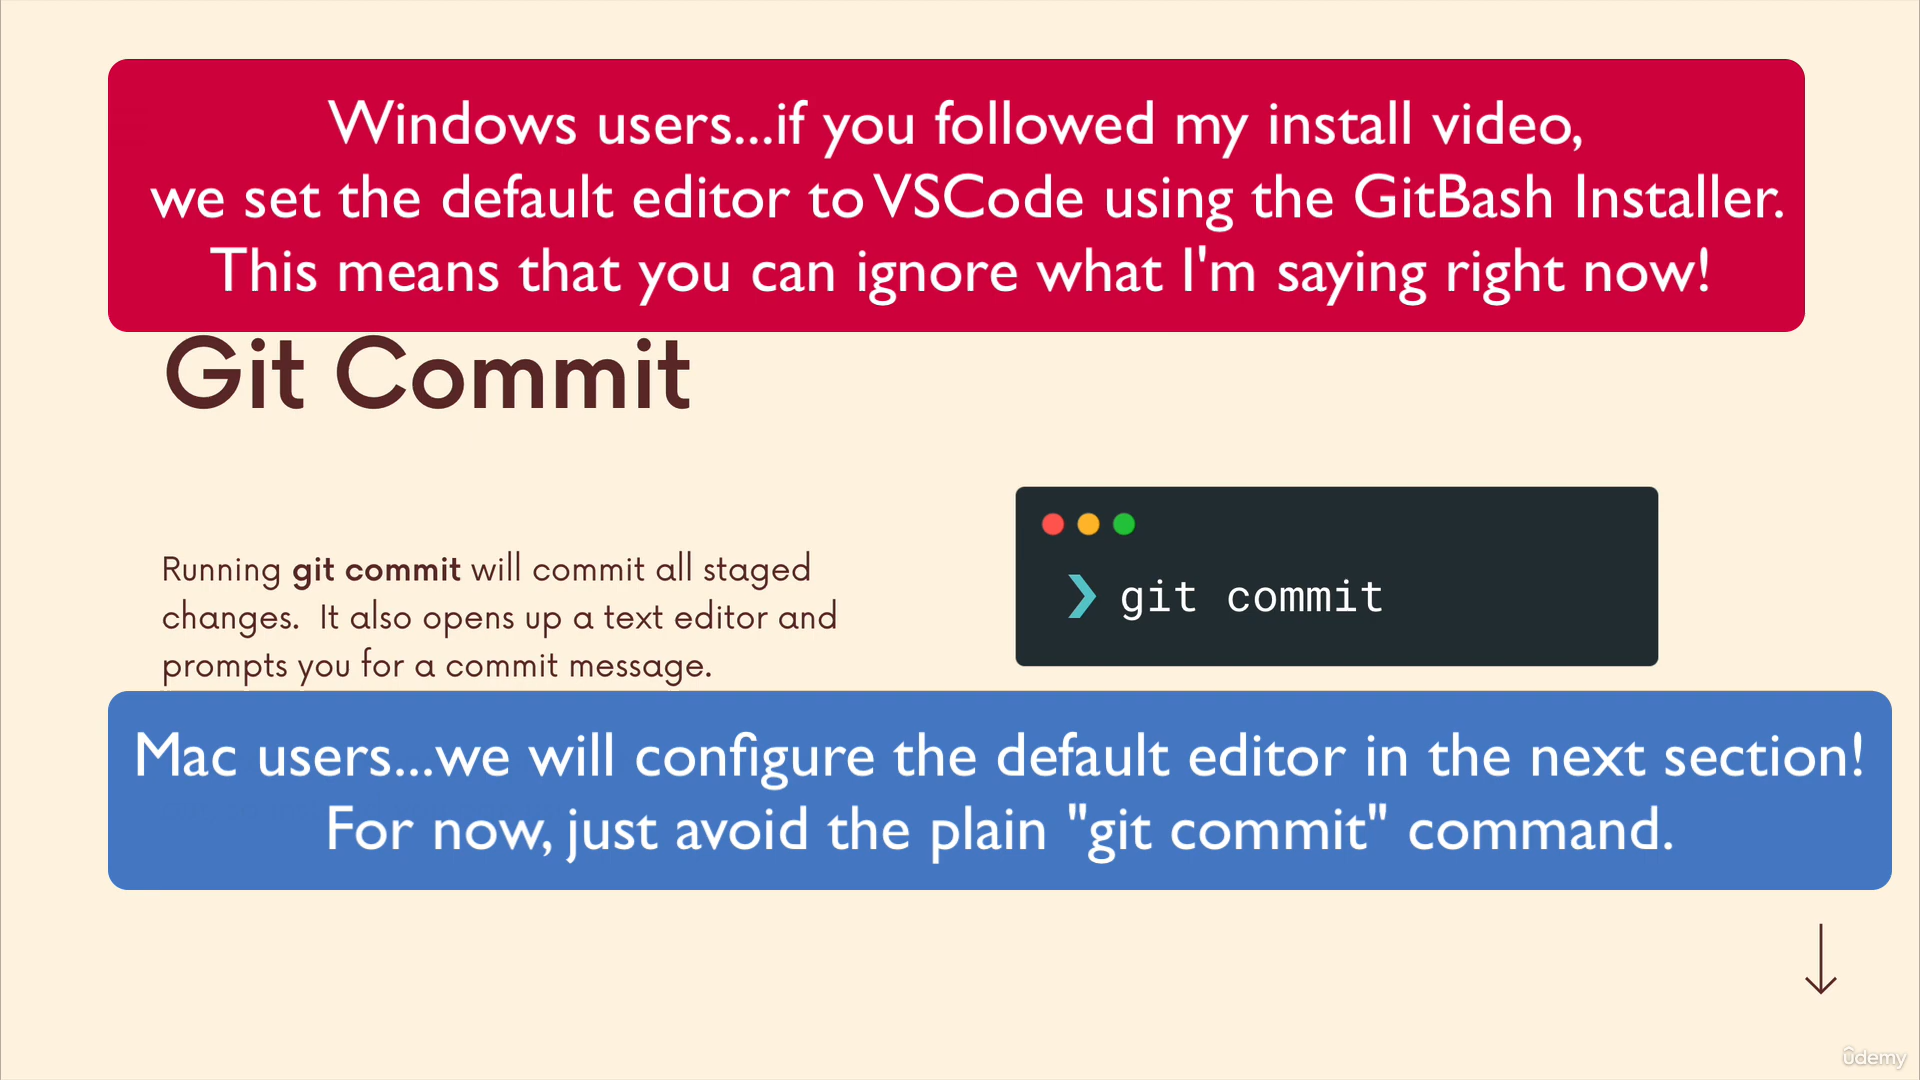 Windows users...if you followed my install video,
we set the default editor to VSCode using the GitBash Installer.
This means that you can ignore what I'm saying right now!
Git Commit
Running git commit will commit all staged
changes. It also opens up a text editor and
prompts you for a commit message.
❯ git commit
Mac users...we will configure the default editor in the next section!
For now, just avoid the plain "git commit" command.
ûdemy